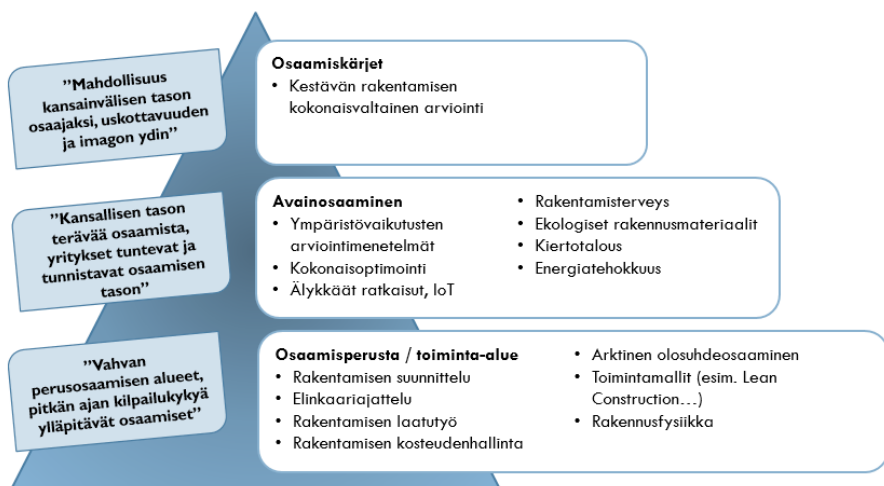 ”Mahdollisuus
kansainvälisen tason
osaajaksi, uskottavuuden
ja imagon ydin”
Osaamiskärjet
• Kestävän rakentamisen
kokonaisvaltainen arviointi
”Kansallisen tason
terävää osaamista,
yritykset tuntevat ja
tunnistavat osaamisen
tason”
Avainosaaminen
• Ympäristövaikutusten
arviointimenetelmät
• Kokonaisoptimointi
• Älykkäät ratkaisut, IoT
• Rakentamisterveys
• Ekologiset rakennusmateriaalit
• Kiertotalous
• Energiatehokkuus
”Vahvan
perusosaamisen alueet,
pitkän ajan kilpailukykyä
ylläpitävät osaamiset”
Osaamisperusta / toiminta-alue
• Rakentamisen suunnittelu
• Elinkaariajattelu
• Rakentamisen laatutyö
• Rakentamisen kosteudenhallinta
• Arktinen olosuhdeosaaminen
• Toimintamallit (esim. Lean
Construction...)
• Rakennusfysiikka